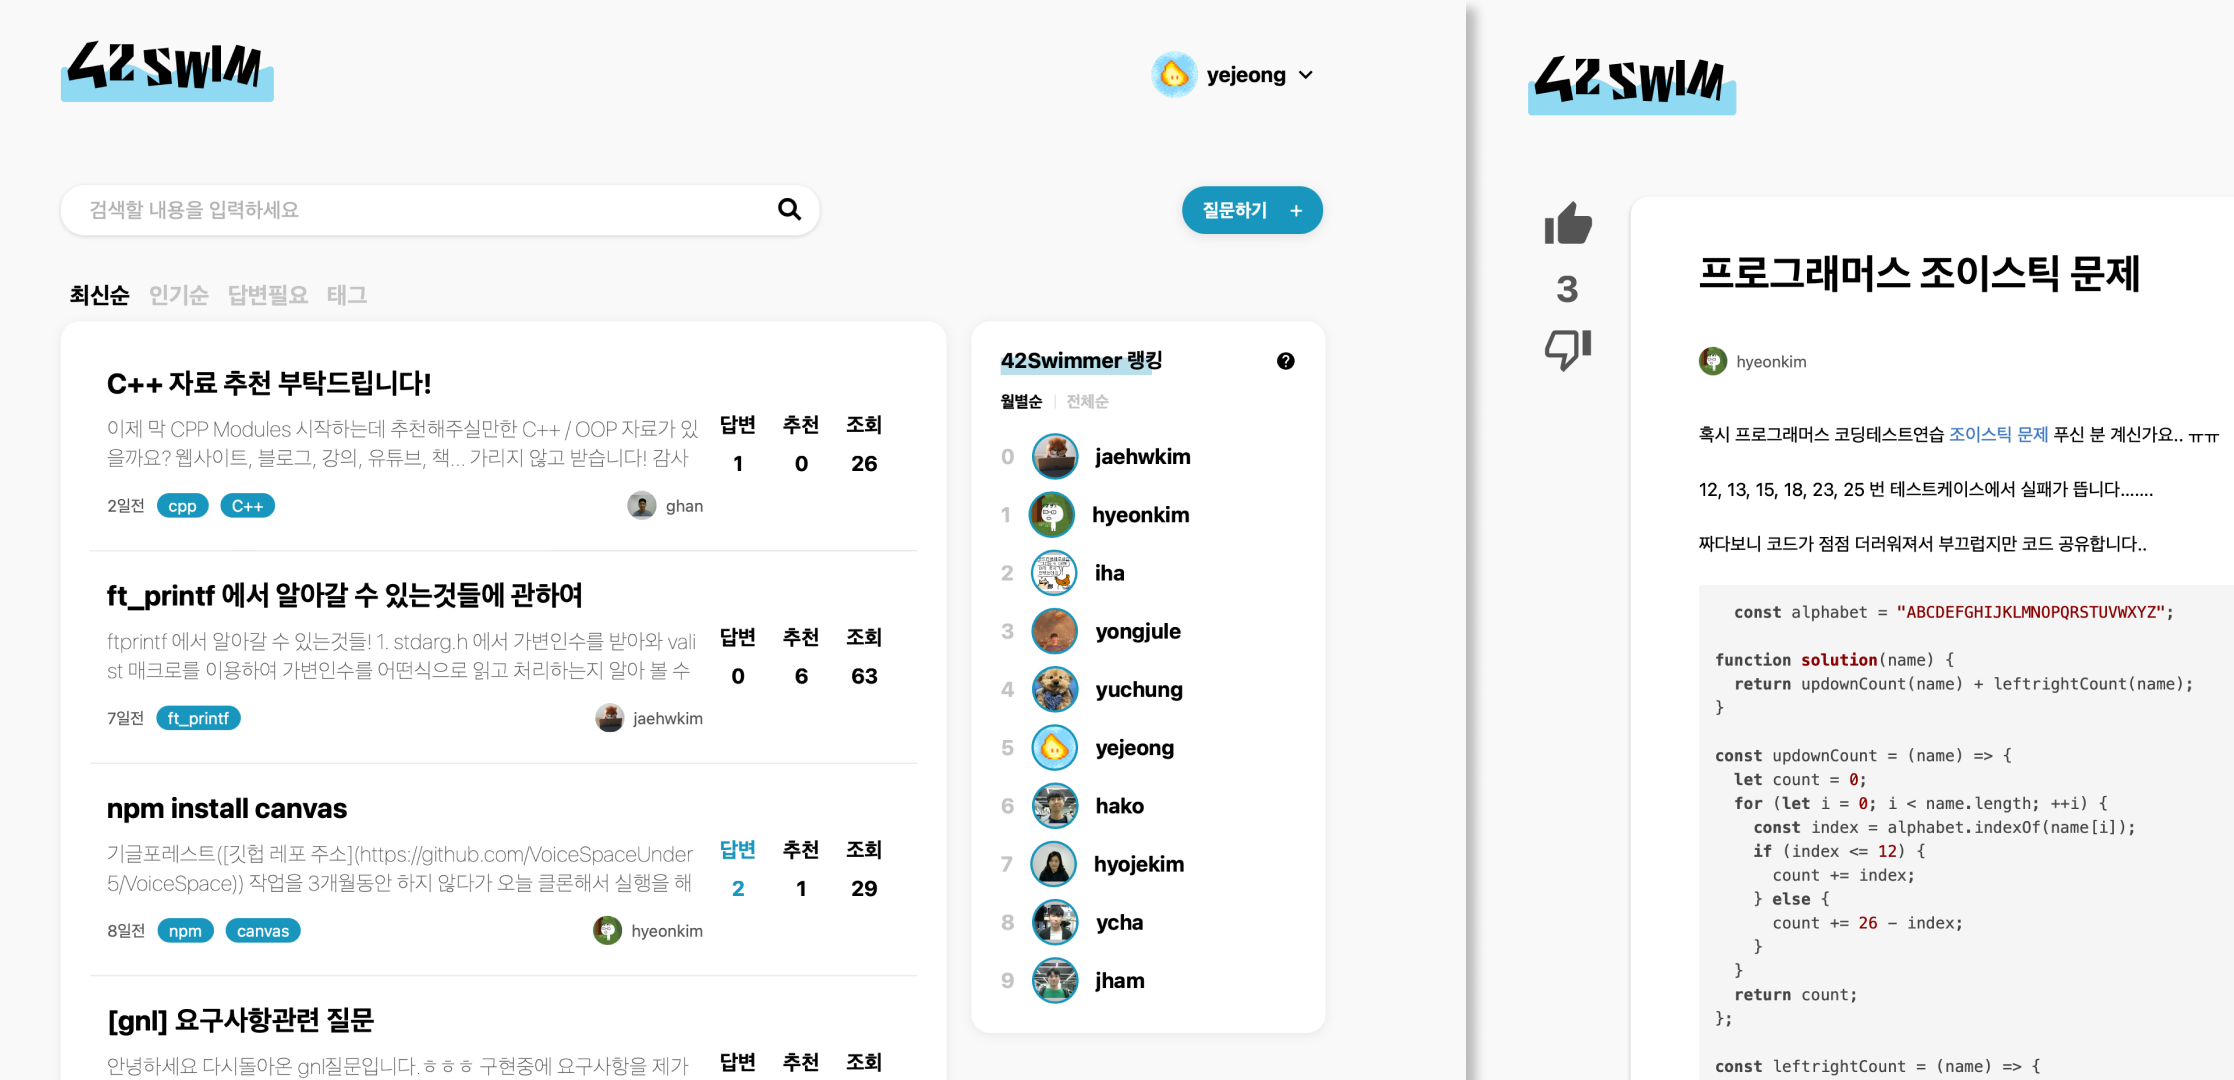 42SWIM
yejeong
검색할 내용을 입력하세요
질문하기 +
최신순 인기순 답변필요 태그
C++ 자료 추천 부탁드립니다!
이제 막 CPP Modules 시작하는데 추천해주실만한 C++ / OOP 자료가 있
을까요? 웹사이트, 블로그, 강의, 유튜브, 책... 가리지 않고 받습니다! 감사
답변 추천 조회
1 0 26
2일전 cpp C++ ghan
ft_printf 에서 알아갈 수 있는것들에 관하여
ftprintf 에서 알아갈 수 있는것들! 1. stdarg.h 에서 가변인수를 받아와 vali
st 매크로를 이용하여 가변인수를 어떤식으로 읽고 처리하는지 알아 볼 수
답변 추천 조회
0 6 63
7일전 ft_printf jaehwkim
npm install canvas
기글포레스트([깃헙 레포 주소](https://github.com/VoiceSpaceUnder
5/VoiceSpace)) 작업을 3개월동안 하지 않다가 오늘 클론해서 실행을 해
답변 추천 조회
2 1 29
8일전 npm canvas hyeonkim
[gnl] 요구사항관련 질문
안녕하세요 다시돌아온 gnl질문입니다.ㅎㅎㅎ 구현중에 요구사항을 제가
답변 추천 조회
42Swimmer 랭킹 ?
월별순 | 전체순
0 jaehwkim
1 hyeonkim
2 iha
3 yongjule
4 yuchung
5 yejeong
6 hako
7 hyojekim
8 ycha
9 jham
42SWIM
3
프로그래머스 조이스틱 문제
hyeonkim
혹시 프로그래머스 코딩테스트연습 조이스틱 문제 푸신 분 계신가요.. ㅠㅠ
12, 13, 15, 18, 23, 25 번 테스트케이스에서 실패가 뜹니다.......
짜다보니 코드가 점점 더러워져서 부끄럽지만 코드 공유합니다..
const alphabet = "ABCDEFGHIJKLMNOPQRSTUVWXYZ";
function solution(name) {
return updownCount(name) + leftrightCount(name);
}
const updownCount = (name) => {
let count = 0;
for (let i = 0; i < name.length; ++i) {
const index = alphabet.indexOf(name[i]);
if (index <= 12) {
count += index;
} else {
count += 26 - index;
}
}
return count;
};
const leftrightCount = (name) => {